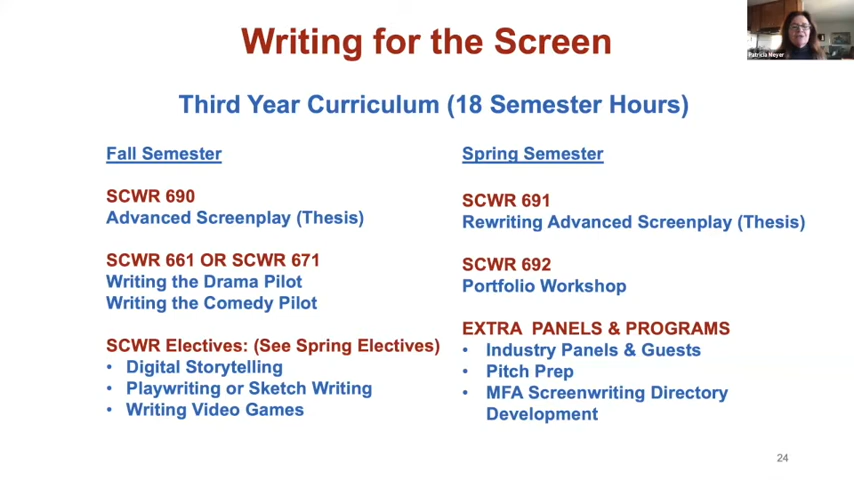 Writing for the Screen
Patricia Meyer
Third Year Curriculum (18 Semester Hours)
Fall Semester
SCWR 690
Advanced Screenplay (Thesis)
SCWR 661 OR SCWR 671
Writing the Drama Pilot
Writing the Comedy Pilot
SCWR Electives: (See Spring Electives)
• Digital Storytelling
• Playwriting or Sketch Writing
• Writing Video Games
Spring Semester
SCWR 691
Rewriting Advanced Screenplay (Thesis)
SCWR 692
Portfolio Workshop
EXTRA PANELS & PROGRAMS
• Industry Panels & Guests
• Pitch Prep
• MFA Screenwriting Directory
Development
24